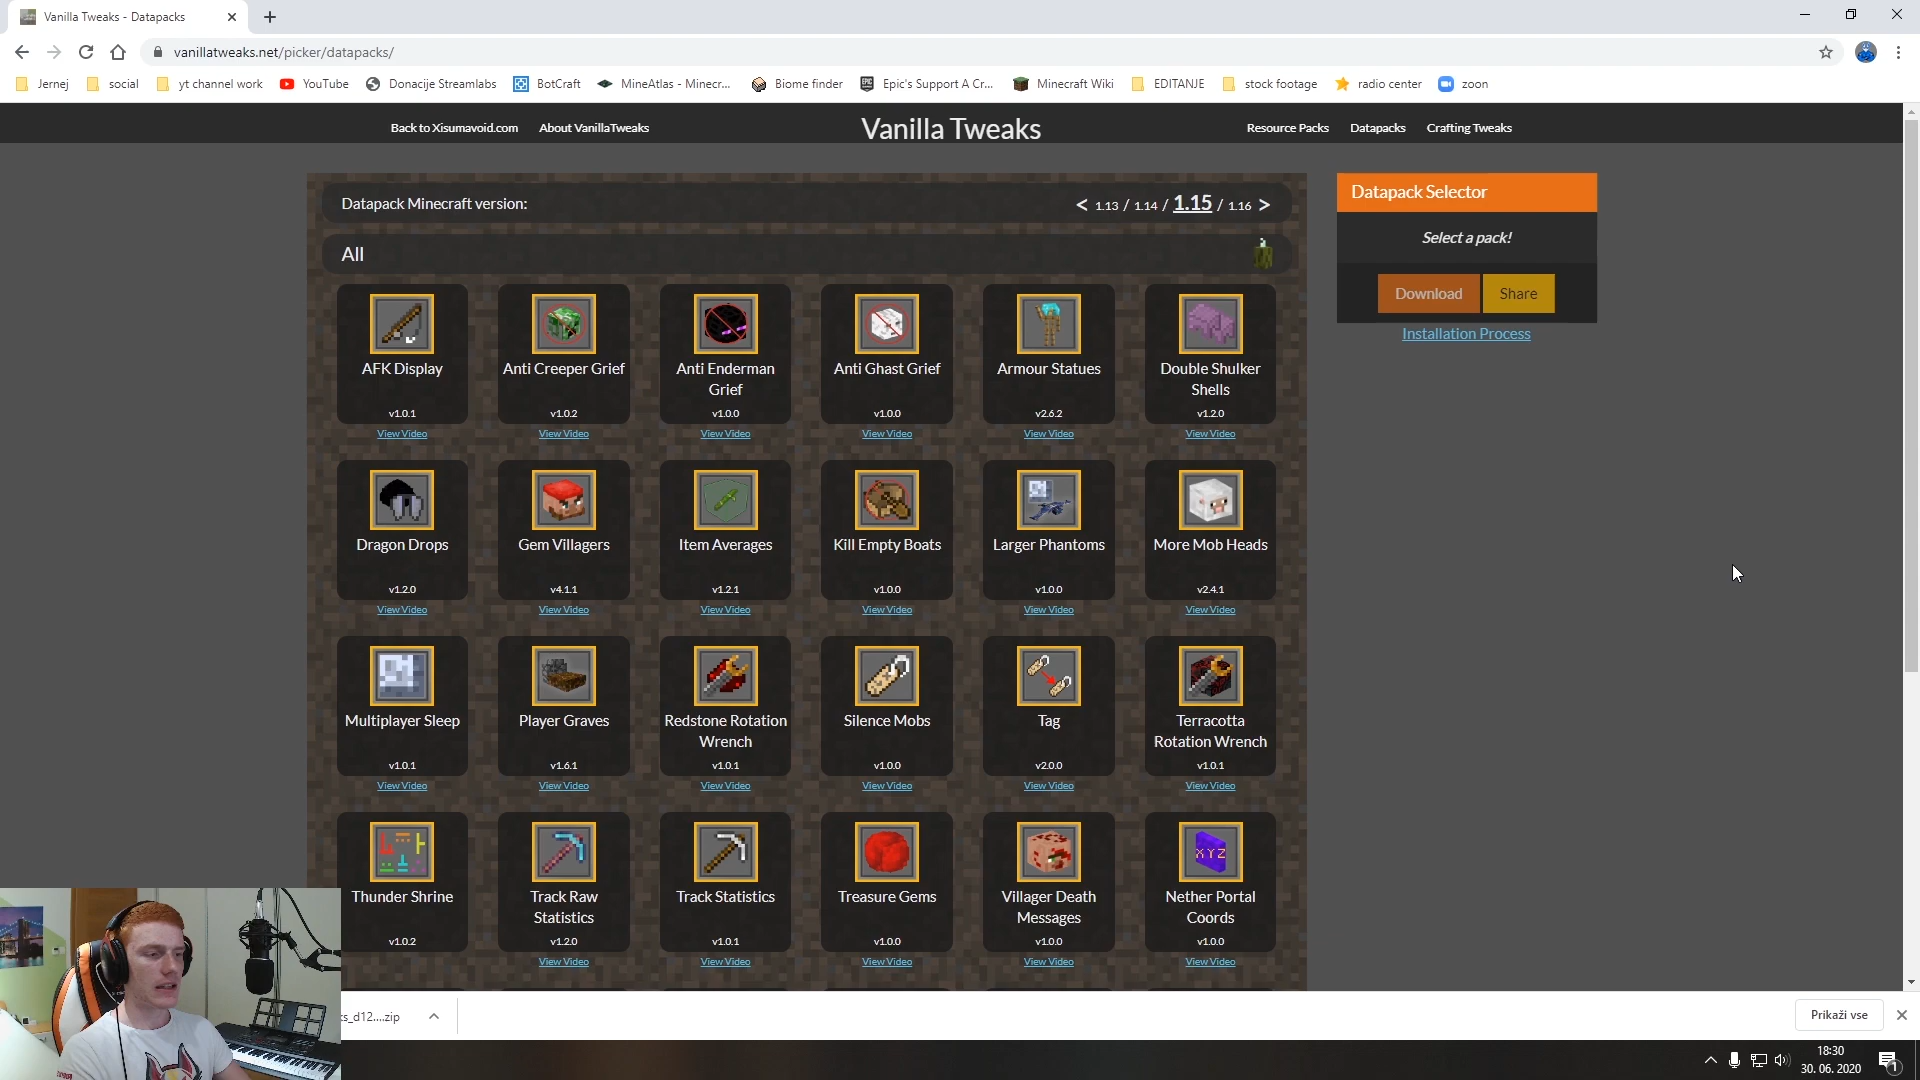 Vanilla Tweaks - Datapacks
vanillatweaks.net/picker/datapacks/
Jernej
social
yt channel work
YouTube
Donacije Streamlabs
BotCraft
MineAtlas - Minecr...
Biome finder
Epic's Support A Cr...
Minecraft Wiki
EDITANJE
stock footage
radio center
zoon
Back to Xisumavoid.com
About VanillaTweaks
Vanilla Tweaks
Resource Packs
Datapacks
Crafting Tweaks
Datapack Minecraft version:
< 1.13 / 1.14 / 1.15 / 1.16 >
All
Datapack Selector
Select a pack!
Download
Share
Installation Process
AFK Display
v1.0.1
View Video
Anti Creeper Grief
v1.0.2
View Video
Anti Enderman
Grief
v1.0.0
View Video
Anti Ghast Grief
v1.0.0
View Video
Armour Statues
v2.6.2
View Video
Double Shulker
Shells
v1.2.0
View Video
Dragon Drops
v1.2.0
View Video
Gem Villagers
v4.1.1
View Video
Item Averages
v1.2.1
View Video
Kill Empty Boats
v1.0.0
View Video
Larger Phantoms
v1.0.0
View Video
More Mob Heads
v2.4.1
View Video
Multiplayer Sleep
v1.0.1
View Video
Player Graves
v1.6.1
View Video
Redstone Rotation
Wrench
v1.0.1
View Video
Silence Mobs
v1.0.0
View Video
Tag
v2.0.0
View Video
Terracotta
Rotation Wrench
v1.0.1
View Video
Thunder Shrine
v1.0.2
Track Raw
Statistics
v1.2.0
View Video
Track Statistics
v1.0.1
View Video
Treasure Gems
v1.0.0
View Video
Villager Death
Messages
v1.0.0
View Video
XYZ
Nether Portal
Coords
v1.0.0
View Video
s_d12....zip
Prikaži vse
18:30
30. 06. 2020
1